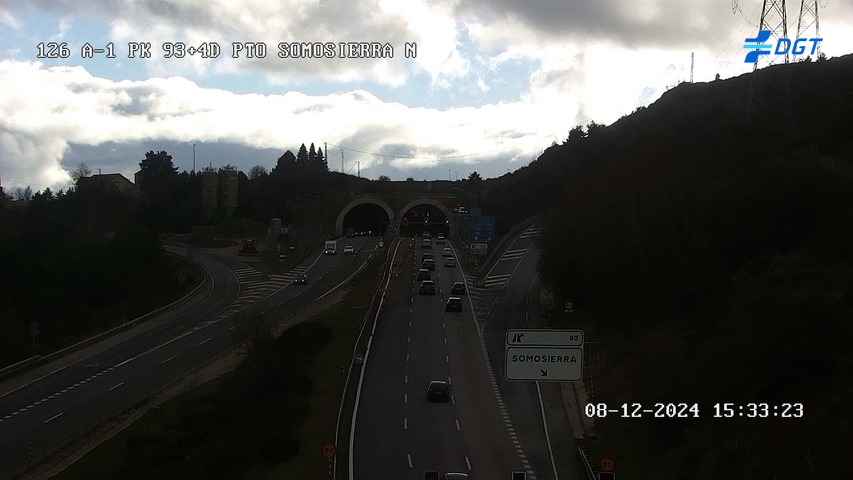 126 A-1 PK 93+4D PTO SOMOSIERRA N
DGT
92
SOMOSIERRA
08-12-2024 15:33:23